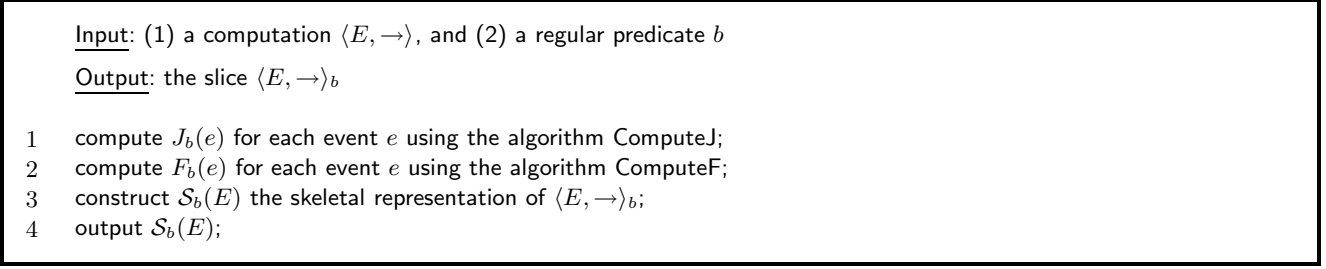 Input: (1) a computation ⟨E, →⟩, and (2) a regular predicate b
Output: the slice ⟨E, →⟩_b
1 compute J_b(e) for each event e using the algorithm ComputeJ;
2 compute F_b(e) for each event e using the algorithm ComputeF;
3 construct 𝒮_b(E) the skeletal representation of ⟨E, →⟩_b;
4 output 𝒮_b(E);